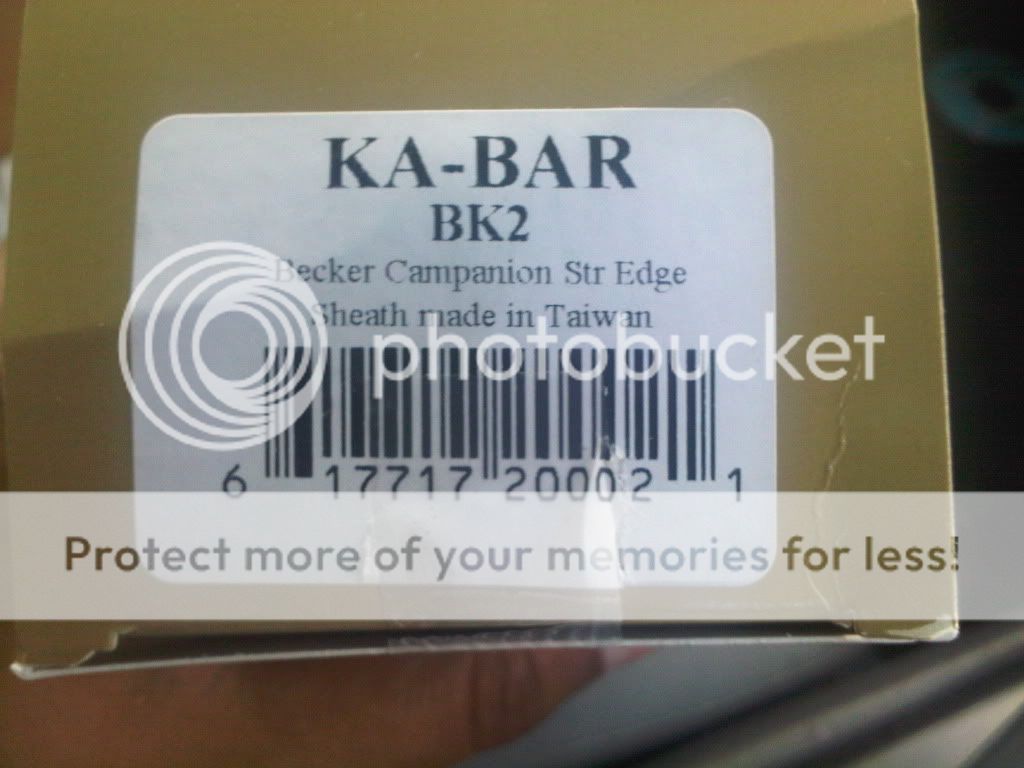 KA-BAR
BK2
Becker Campanion Str Edge
Sheath made in Taiwan
photobucket
6 17717 20002 1
Protect more of your memories for less!